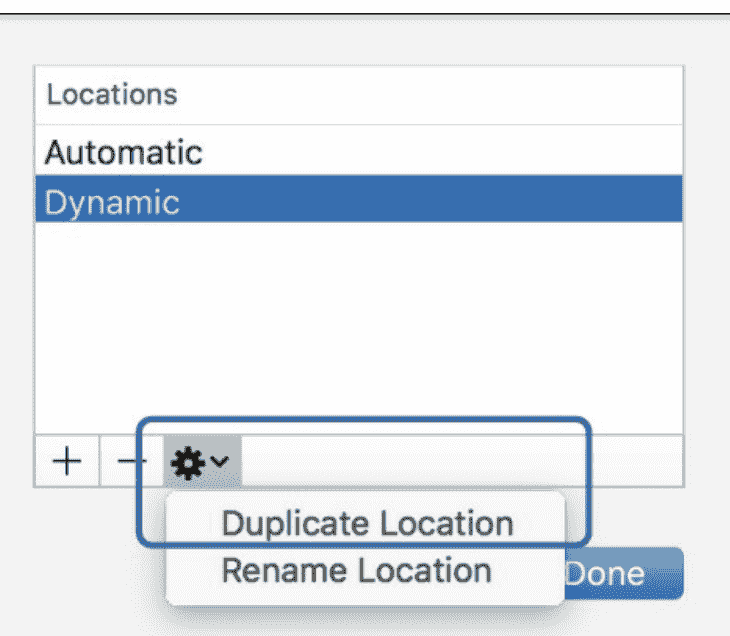 Locations
Automatic
Dynamic
Duplicate Location
Rename Location
Done